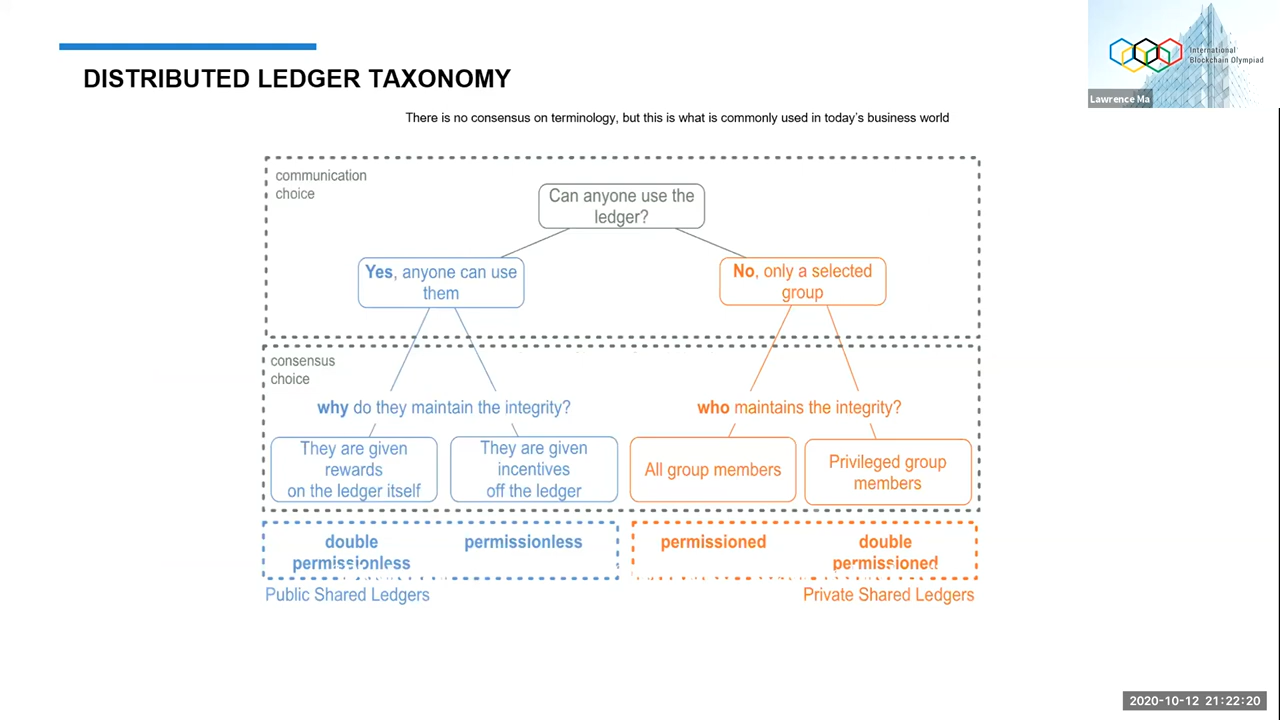 International
Blockchain Olympiad
Lawrence Ma
DISTRIBUTED LEDGER TAXONOMY
There is no consensus on terminology, but this is what is commonly used in today's business world
communication
choice
Can anyone use the
ledger?
Yes, anyone can use
them
No, only a selected
group
consensus
choice
why do they maintain the integrity?
who maintains the integrity?
They are given
rewards
on the ledger itself
They are given
incentives
off the ledger
All group members
Privileged group
members
double
permissionless
permissionless
permissioned
double
permissioned
Public Shared Ledgers
Private Shared Ledgers
2020-10-12 21:22:20